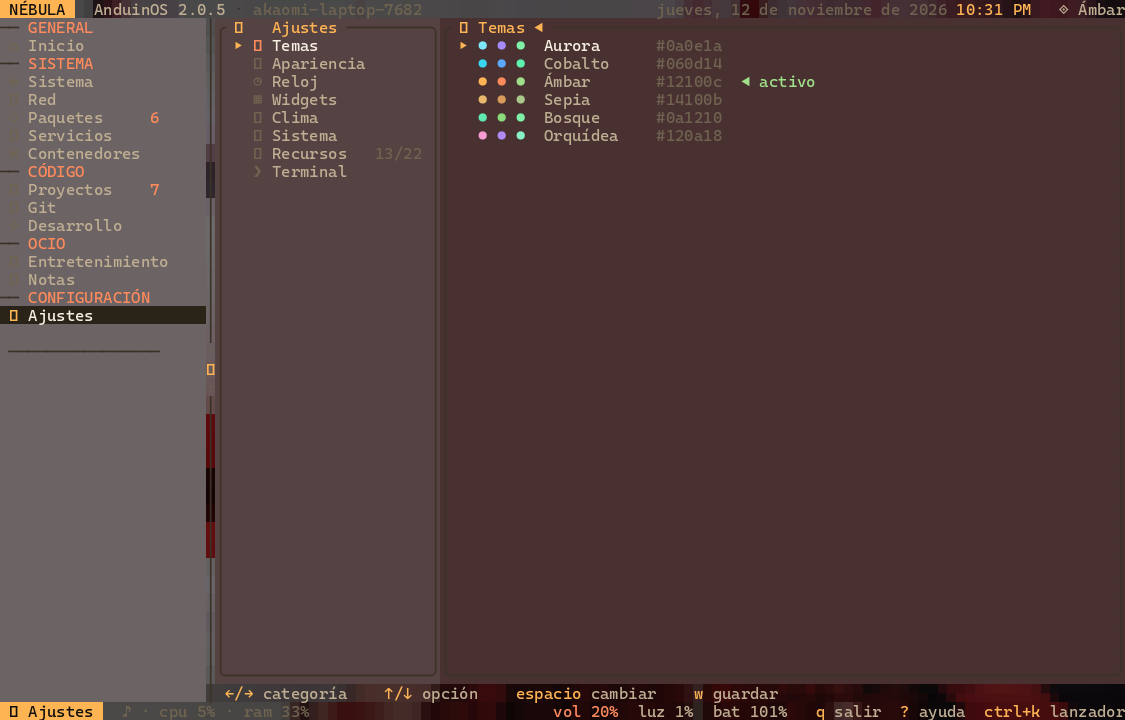 NÉBULA AnduinOS 2.0.5 · akaomi-laptop-7682 jueves, 12 de noviembre de 2026 10:31 PM Ámbar
GENERAL
Inicio
SISTEMA
Sistema
Red
Paquetes 6
Servicios
Contenedores
CÓDIGO
Proyectos 7
Git
Desarrollo
OCIO
Entretenimiento
Notas
CONFIGURACIÓN
Ajustes
Ajustes
Temas
Apariencia
Reloj
Widgets
Clima
Sistema
Recursos 13/22
Terminal
Temas
Aurora #0a0e1a
Cobalto #060d14
Ámbar #12100c ◄ activo
Sepia #14100b
Bosque #0a1210
Orquídea #120a18
←/→ categoría ↑/↓ opción espacio cambiar w guardar
Ajustes ♪ · cpu 5% · ram 33% vol 20% luz 1% bat 101% q salir ? ayuda ctrl+k lanzador